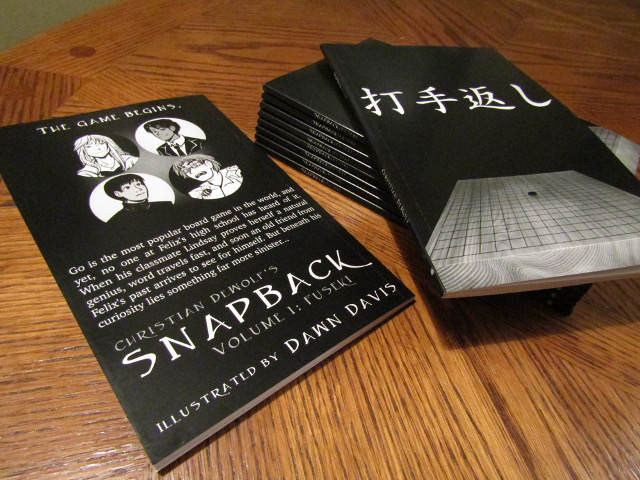 THE GAME BEGINS.
Go is the most popular board game in the world, and
yet, no one at Felix's high school has heard of it.
When his classmate Lindsay proves herself a natural
genius, word travels fast, and soon an old friend from
Felix's past arrives to see for himself. But beneath his
curiosity lies something far more sinister...
CHRISTIAN DEWOLF'S
SNAPBACK
VOLUME 1: FUSEKI
ILLUSTRATED BY DAWN DAVIS
打手返し